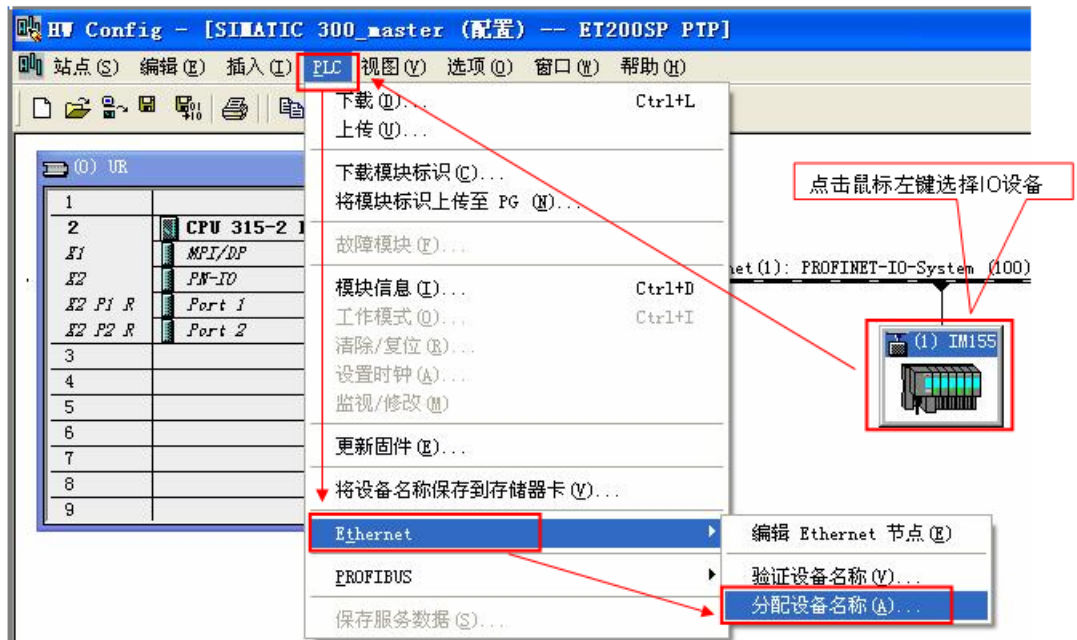 HW Config - [SIMATIC 300_master (配置) -- ET200SP PTP]
站点(S) 编辑(E) 插入(I) PLC 视图(V) 选项(O) 窗口(W) 帮助(H)
下载(D)... Ctrl+L
上传(U)...
下载模块标识(C)...
将模块标识上传至 PG (N)...
故障模块(F)...
模块信息(I)... Ctrl+D
工作模式(O)... Ctrl+I
清除/复位(R)...
设置时钟(A)...
监视/修改(M)
更新固件(E)...
将设备名称保存到存储器卡(V)...
Ethernet
PROFIBUS
保存服务数据(S)...
编辑 Ethernet 节点(E)
验证设备名称(V)...
分配设备名称(A)...
(0) UR
1
2 CPU 315-2
X1 MPI/DP
X2 PN-IO
X2 P1 R Port 1
X2 P2 R Port 2
3
4
5
6
7
8
9
点击鼠标左键选择IO设备
net(1): PROFINET-IO-System (100)
(1) IM155